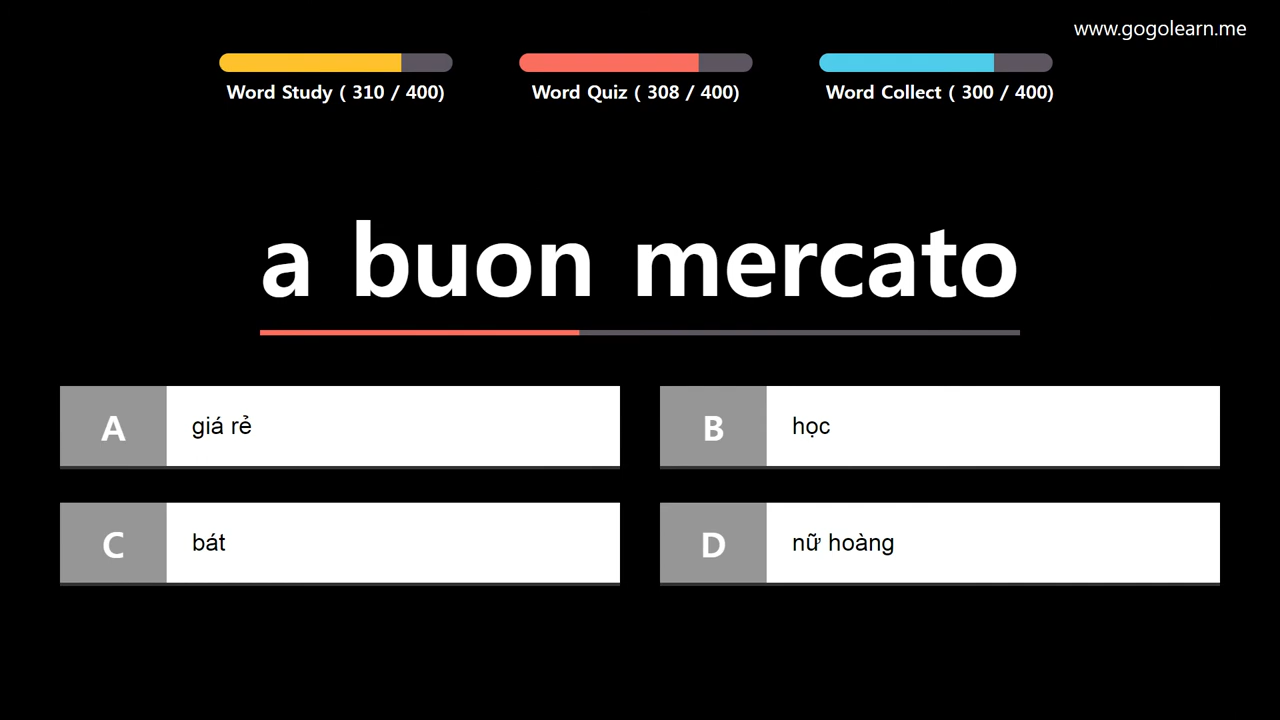 www.gogolearn.me
Word Study ( 310 / 400)
Word Quiz ( 308 / 400)
Word Collect ( 300 / 400)
a buon mercato
A giá rẻ
B học
C bát
D nữ hoàng